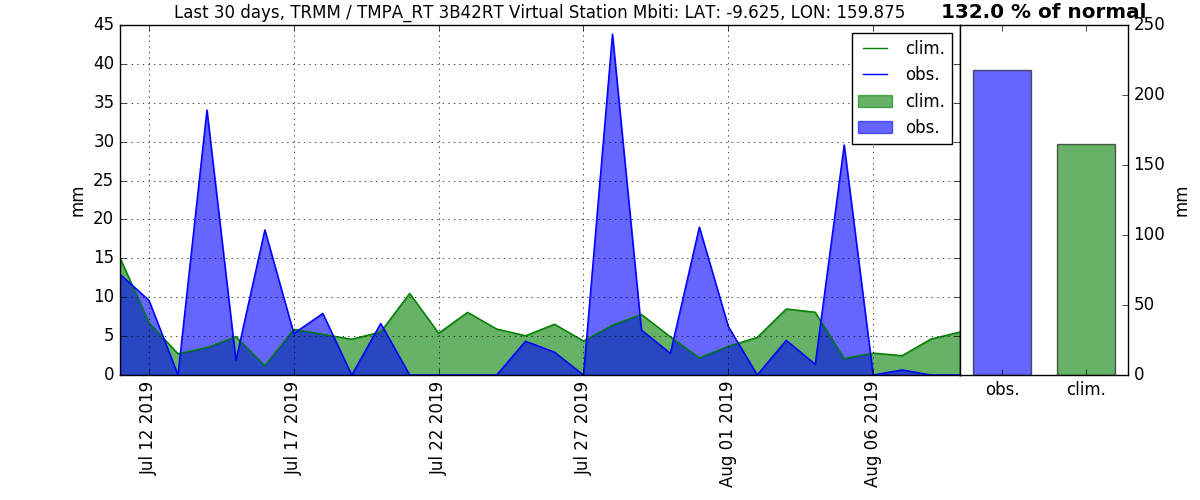 Last 30 days, TRMM / TMPA_RT 3B42RT Virtual Station Mbiti: LAT: -9.625, LON: 159.875
132.0 % of normal
45
40
35
30
25
20
15
10
5
0
mm
clim.
obs.
clim.
obs.
Jul 12 2019
Jul 17 2019
Jul 22 2019
Jul 27 2019
Aug 01 2019
Aug 06 2019
250
200
150
100
50
0
mm
obs.
clim.